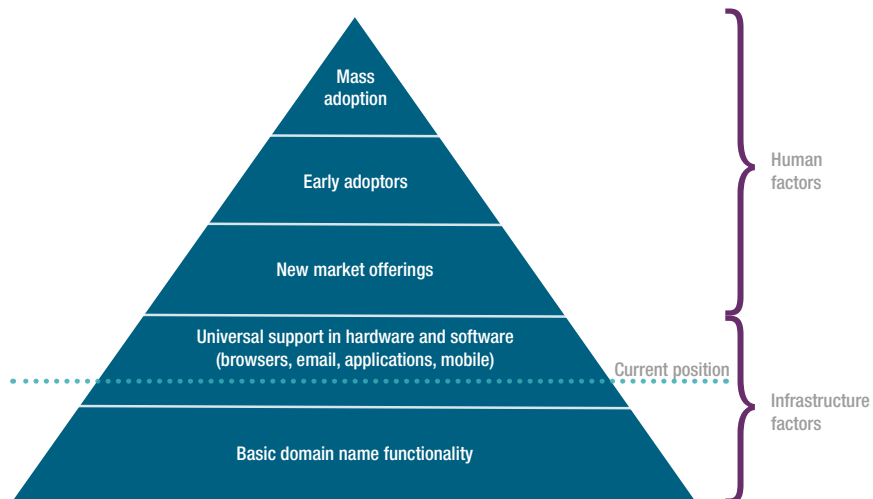 Mass
adoption
Early adoptors
Human
factors
New market offerings
Universal support in hardware and software
(browsers, email, applications, mobile)
Current position
Infrastructure
factors
Basic domain name functionality